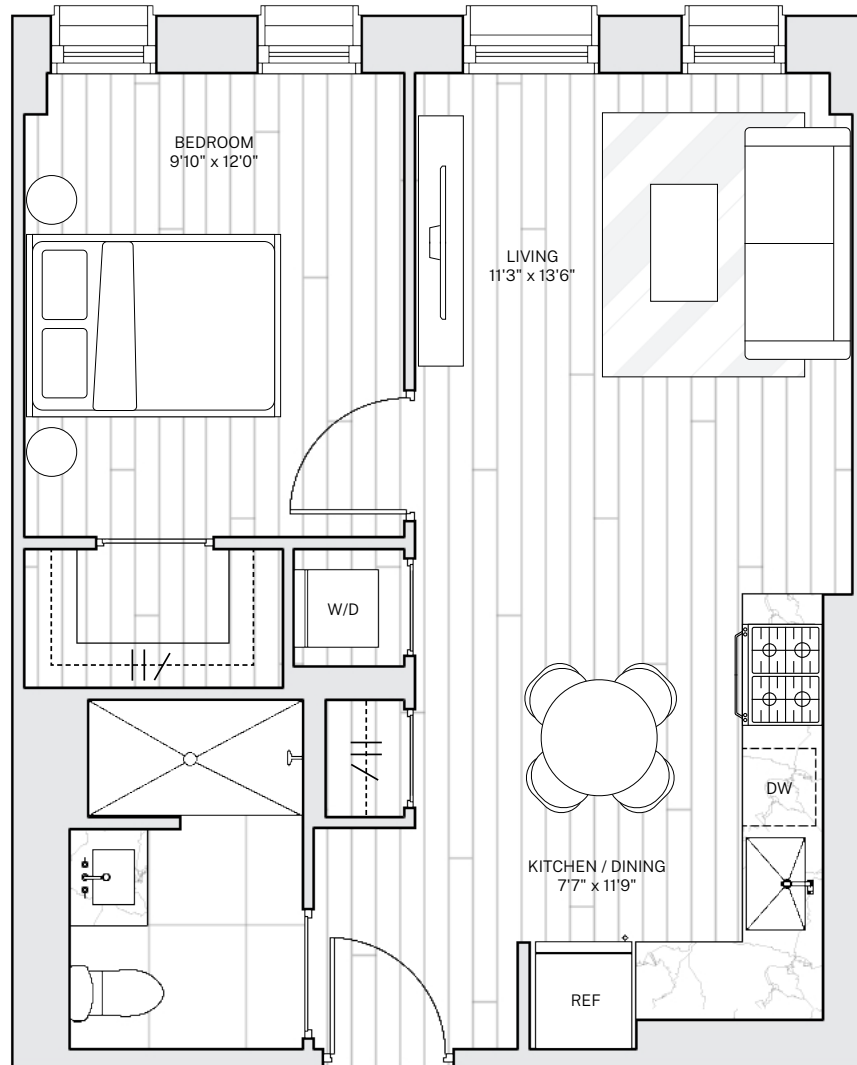 BEDROOM
9'10" x 12'0"
LIVING
11'3" x 13'6"
W/D
DW
KITCHEN / DINING
7'7" x 11'9"
REF